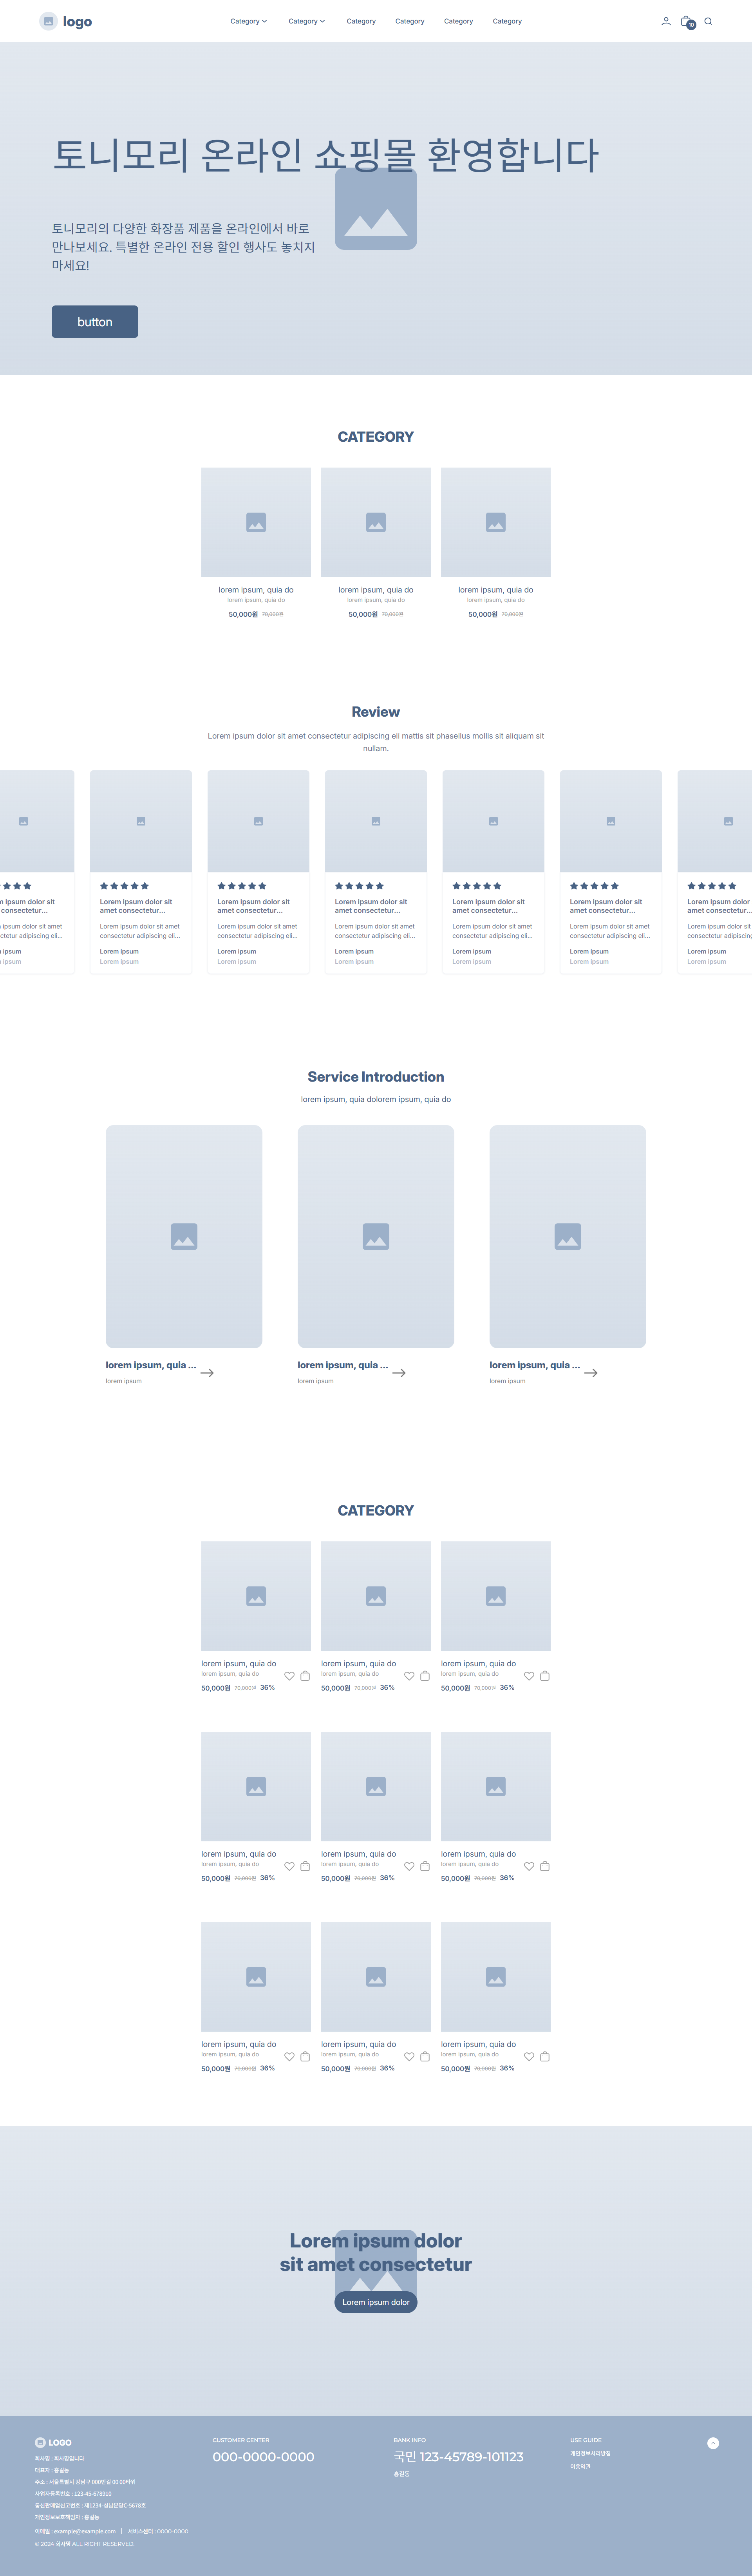 logo
Category Category Category Category Category Category
10
토니모리 온라인 쇼핑몰 환영합니다
토니모리의 다양한 화장품 제품을 온라인에서 바로
만나보세요. 특별한 온라인 전용 할인 행사도 놓치지
마세요!
button
CATEGORY
lorem ipsum, quia do lorem ipsum, quia do lorem ipsum, quia do
lorem ipsum, quia do lorem ipsum, quia do lorem ipsum, quia do
50,000원 70,000원 50,000원 70,000원 50,000원 70,000원
Review
Lorem ipsum dolor sit amet consectetur adipiscing eli mattis sit phasellus mollis sit aliquam sit
nullam.
m ipsum dolor sit Lorem ipsum dolor sit Lorem ipsum dolor sit Lorem ipsum dolor sit Lorem ipsum dolor sit Lorem ipsum dolor sit Lorem ipsum dolor
consectetur... amet consectetur... amet consectetur... amet consectetur... amet consectetur... amet consectetur... amet consectetur...
ipsum dolor sit amet Lorem ipsum dolor sit amet Lorem ipsum dolor sit amet Lorem ipsum dolor sit amet Lorem ipsum dolor sit amet Lorem ipsum dolor sit amet Lorem ipsum dolor sit
ctetur adipiscing eli... consectetur adipiscing eli... consectetur adipiscing eli... consectetur adipiscing eli... consectetur adipiscing eli... consectetur adipiscing eli... consectetur adipiscing
ipsum Lorem ipsum Lorem ipsum Lorem ipsum Lorem ipsum Lorem ipsum Lorem ipsum
ipsum Lorem ipsum Lorem ipsum Lorem ipsum Lorem ipsum Lorem ipsum Lorem ipsum
Service Introduction
lorem ipsum, quia dolorem ipsum, quia do
lorem ipsum, quia ... lorem ipsum, quia ... lorem ipsum, quia ...
lorem ipsum lorem ipsum lorem ipsum
CATEGORY
lorem ipsum, quia do lorem ipsum, quia do lorem ipsum, quia do
lorem ipsum, quia do lorem ipsum, quia do lorem ipsum, quia do
50,000원 70,000원 36% 50,000원 70,000원 36% 50,000원 70,000원 36%
lorem ipsum, quia do lorem ipsum, quia do lorem ipsum, quia do
lorem ipsum, quia do lorem ipsum, quia do lorem ipsum, quia do
50,000원 70,000원 36% 50,000원 70,000원 36% 50,000원 70,000원 36%
lorem ipsum, quia do lorem ipsum, quia do lorem ipsum, quia do
lorem ipsum, quia do lorem ipsum, quia do lorem ipsum, quia do
50,000원 70,000원 36% 50,000원 70,000원 36% 50,000원 70,000원 36%
Lorem ipsum dolor
sit amet consectetur
Lorem ipsum dolor
LOGO
회사명 : 회사명입니다
대표자 : 홍길동
주소 : 서울특별시 강남구 000번길 00 00타워
사업자등록번호 : 123-45-678910
통신판매업신고번호 : 제1234-성남분당C-5678호
개인정보보호책임자 : 홍길동
이메일 : example@example.com | 서비스센터 : 0000-0000
© 2024 회사명 ALL RIGHT RESERVED.
CUSTOMER CENTER
000-0000-0000
BANK INFO
국민 123-45789-101123
홍길동
USE GUIDE
개인정보처리방침
이용약관